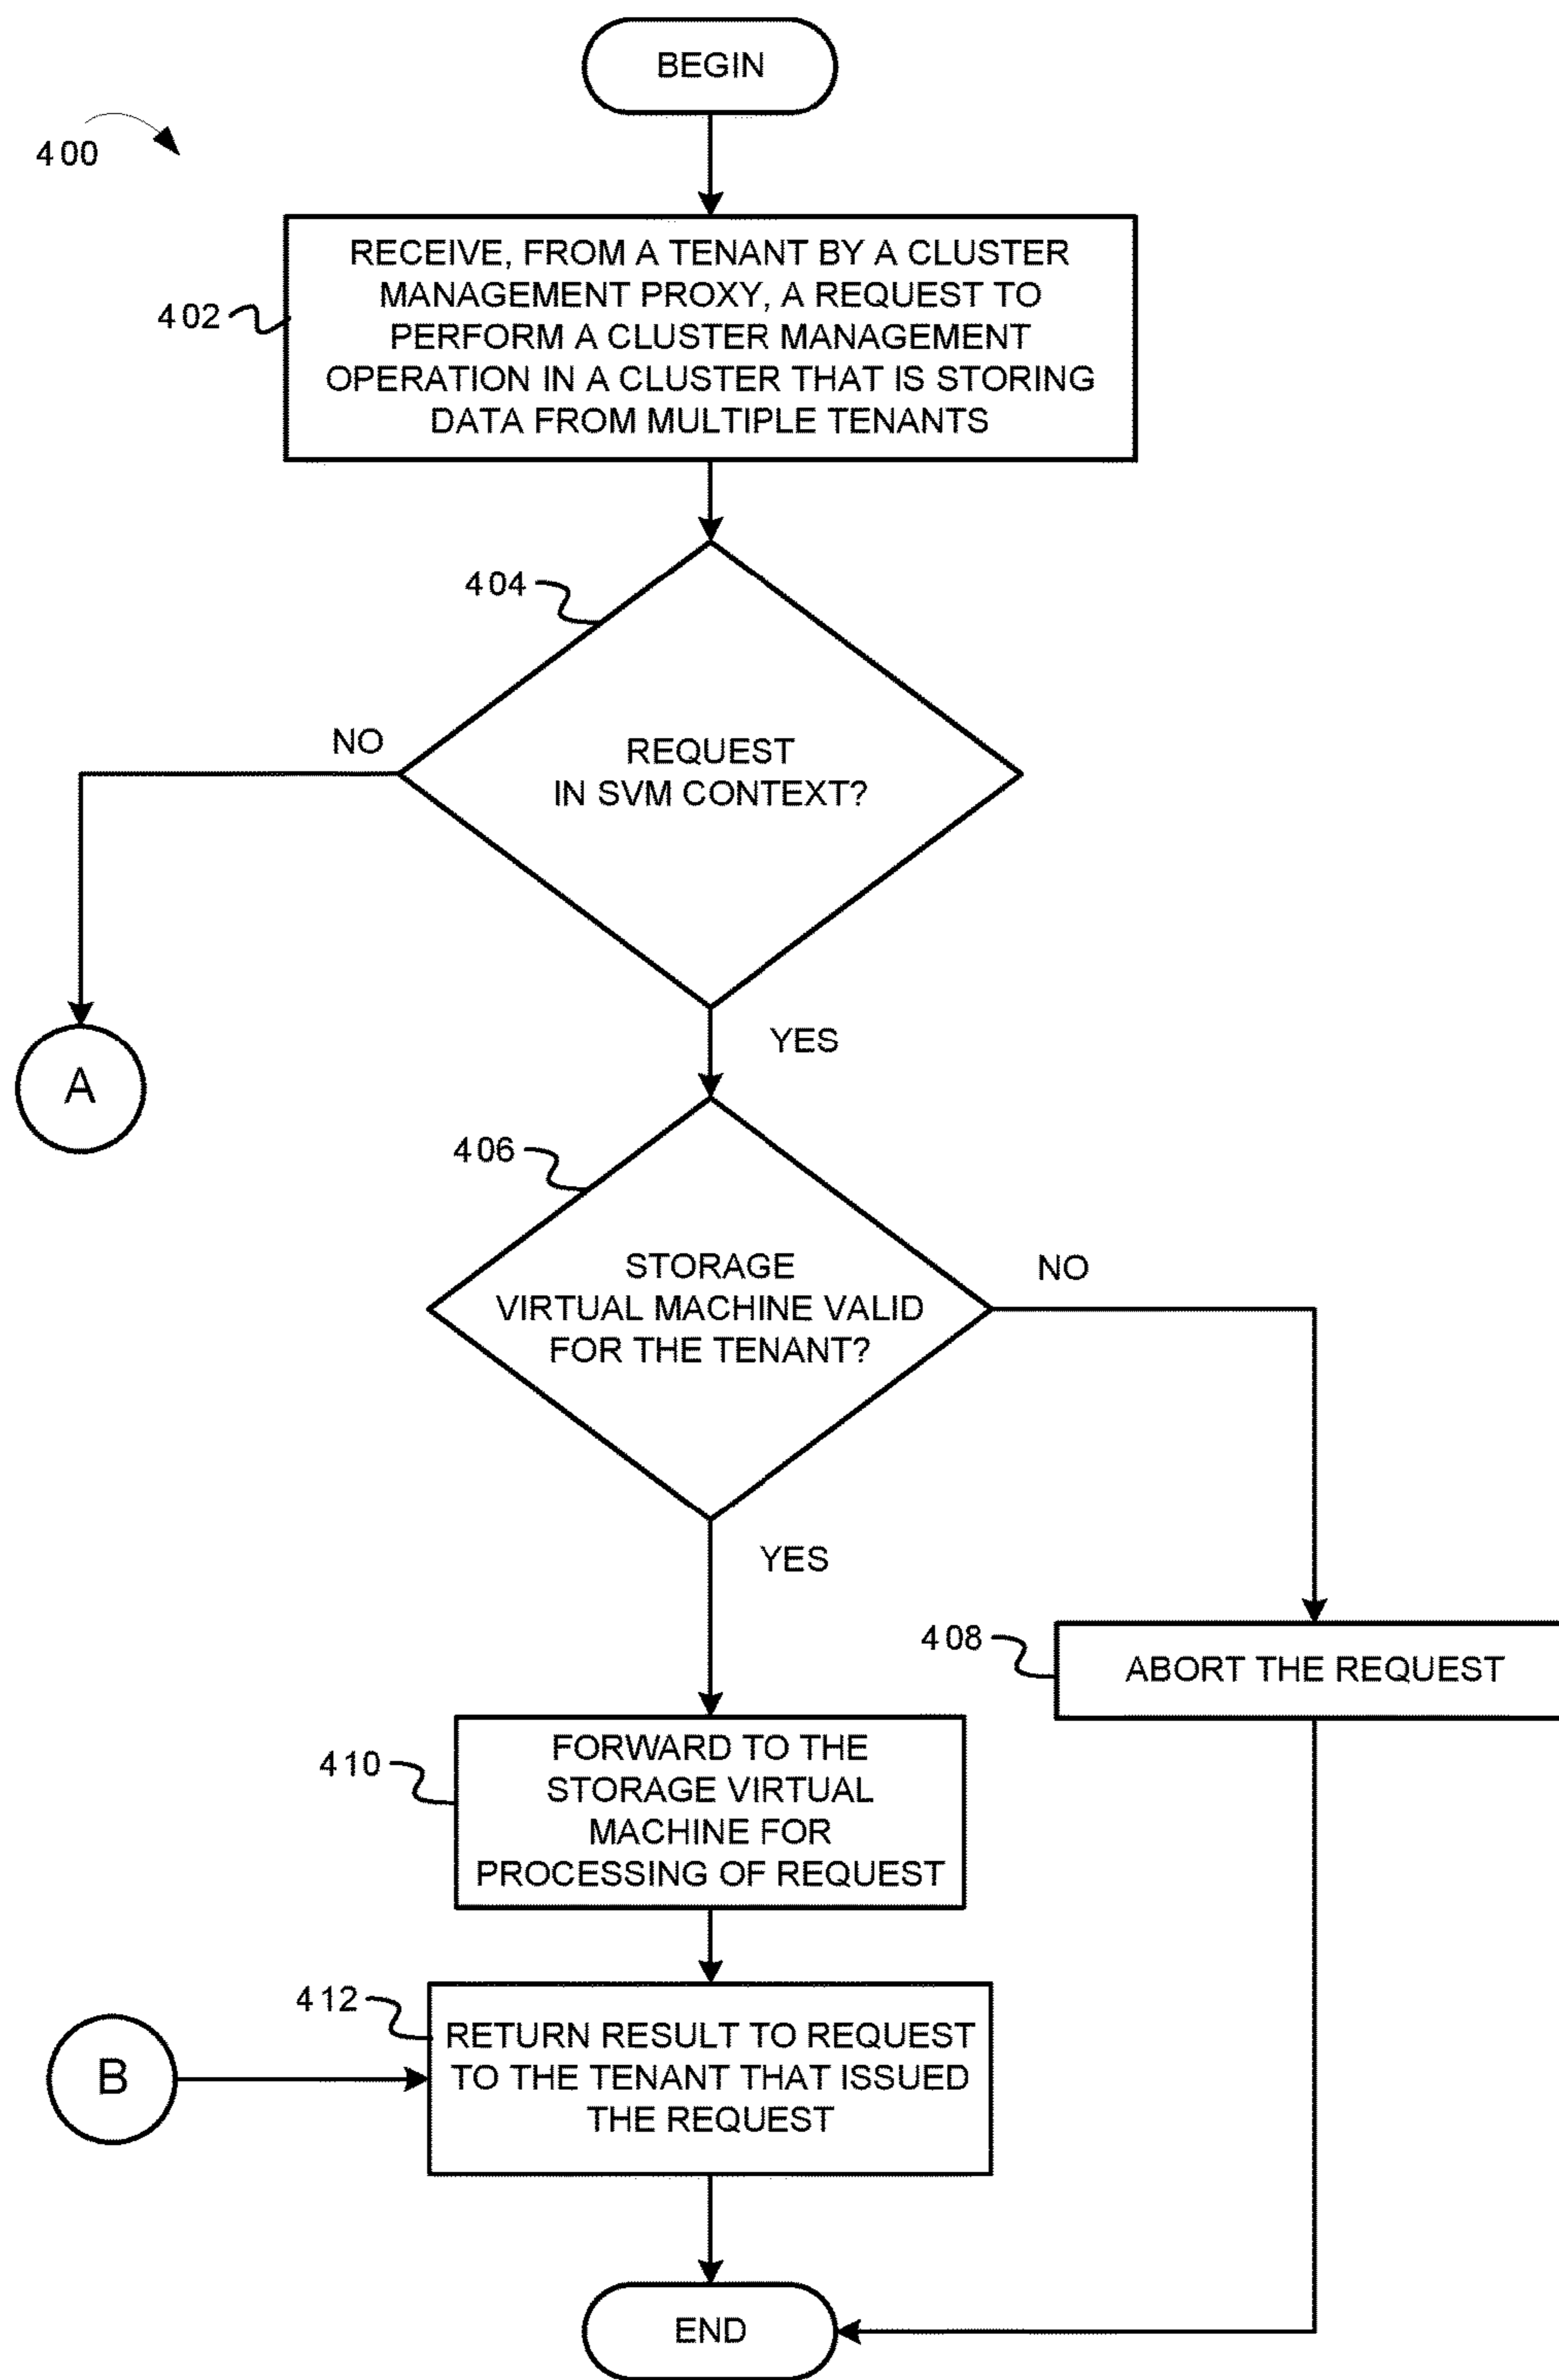 BEGIN
400
402
RECEIVE, FROM A TENANT BY A CLUSTER
MANAGEMENT PROXY, A REQUEST TO
PERFORM A CLUSTER MANAGEMENT
OPERATION IN A CLUSTER THAT IS STORING
DATA FROM MULTIPLE TENANTS
404
NO
REQUEST
IN SVM CONTEXT?
YES
A
406
STORAGE
VIRTUAL MACHINE VALID
FOR THE TENANT?
NO
YES
408
ABORT THE REQUEST
410
FORWARD TO THE
STORAGE VIRTUAL
MACHINE FOR
PROCESSING OF REQUEST
412
RETURN RESULT TO REQUEST
TO THE TENANT THAT ISSUED
THE REQUEST
B
END